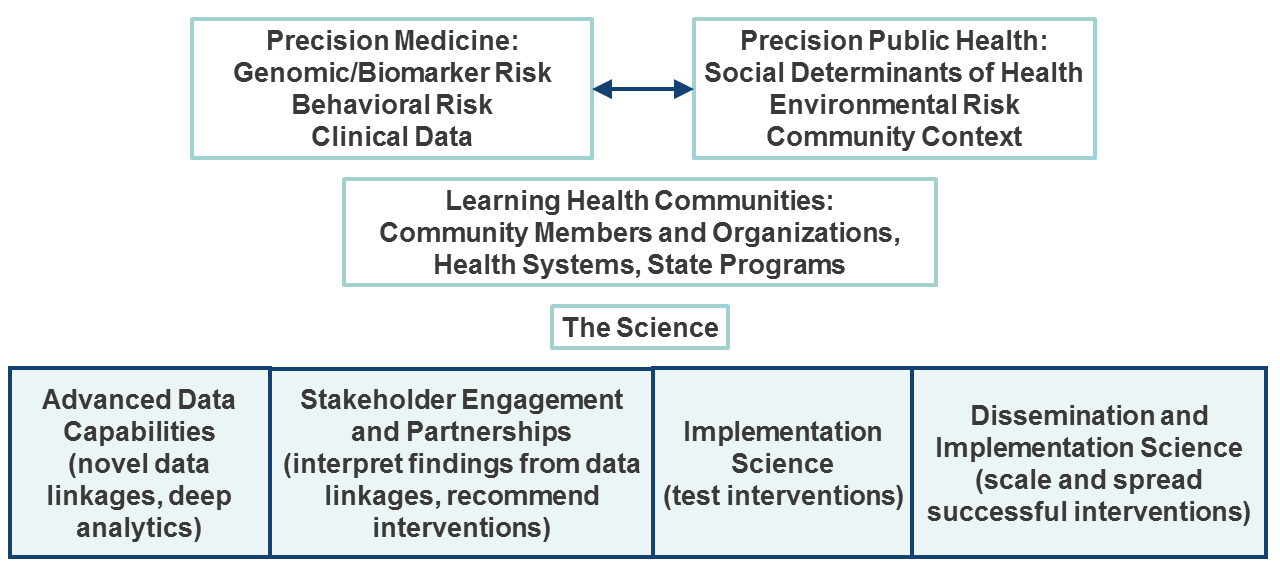 Precision Medicine:
Genomic/Biomarker Risk
Behavioral Risk
Clinical Data
Precision Public Health:
Social Determinants of Health
Environmental Risk
Community Context
Learning Health Communities:
Community Members and Organizations,
Health Systems, State Programs
The Science
Advanced Data
Capabilities
(novel data
linkages, deep
analytics)
Stakeholder Engagement
and Partnerships
(interpret findings from data
linkages, recommend
interventions)
Implementation
Science
(test interventions)
Dissemination and
Implementation Science
(scale and spread
successful interventions)